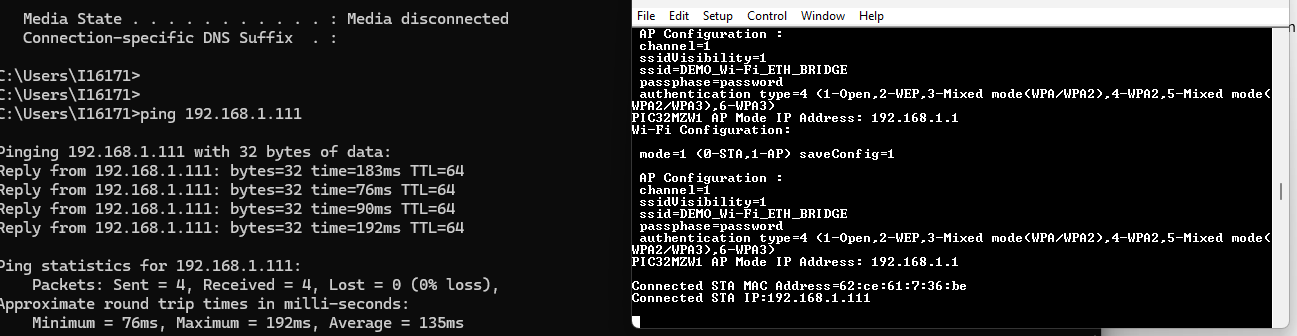 Media State . . . . . . . . . . . : Media disconnected
Connection-specific DNS Suffix  . :
C:\Users\I16171>
C:\Users\I16171>
C:\Users\I16171>ping 192.168.1.111
Pinging 192.168.1.111 with 32 bytes of data:
Reply from 192.168.1.111: bytes=32 time=183ms TTL=64
Reply from 192.168.1.111: bytes=32 time=76ms TTL=64
Reply from 192.168.1.111: bytes=32 time=90ms TTL=64
Reply from 192.168.1.111: bytes=32 time=192ms TTL=64
Ping statistics for 192.168.1.111:
Packets: Sent = 4, Received = 4, Lost = 0 (0% loss),
Approximate round trip times in milli-seconds:
Minimum = 76ms, Maximum = 192ms, Average = 135ms
File Edit Setup Control Window Help
AP Configuration :
channel=1
ssidVisibility=1
ssid=DEMO_Wi-Fi_ETH_BRIDGE
passphase=password
authentication type=4 (1-Open,2-WEP,3-Mixed mode(WPA/WPA2),4-WPA2,5-Mixed mode(
WPA2/WPA3),6-WPA3)
PIC32MZW1 AP Mode IP Address: 192.168.1.1
Wi-Fi Configuration:
mode=1 (0-STA,1-AP) saveConfig=1
AP Configuration :
channel=1
ssidVisibility=1
ssid=DEMO_Wi-Fi_ETH_BRIDGE
passphase=password
authentication type=4 (1-Open,2-WEP,3-Mixed mode(WPA/WPA2),4-WPA2,5-Mixed mode(
WPA2/WPA3),6-WPA3)
PIC32MZW1 AP Mode IP Address: 192.168.1.1
Connected STA MAC Address=62:ce:61:7:36:be
Connected STA IP:192.168.1.111